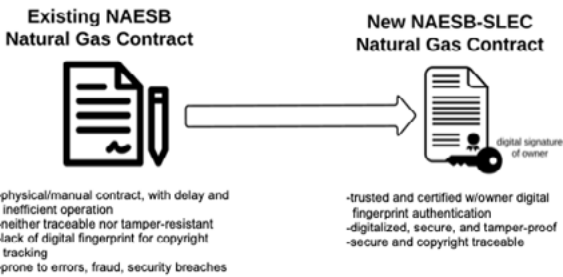 Existing NAESB
Natural Gas Contract
New NAESB-SLEC
Natural Gas Contract
digital signature
of owner
-physical/manual contract, with delay and
inefficient operation
-neither traceable nor tamper-resistant
-lack of digital fingerprint for copyright
tracking
-prone to errors, fraud, security breaches
-trusted and certified w/owner digital
fingerprint authentication
-digitalized, secure, and tamper-proof
-secure and copyright traceable